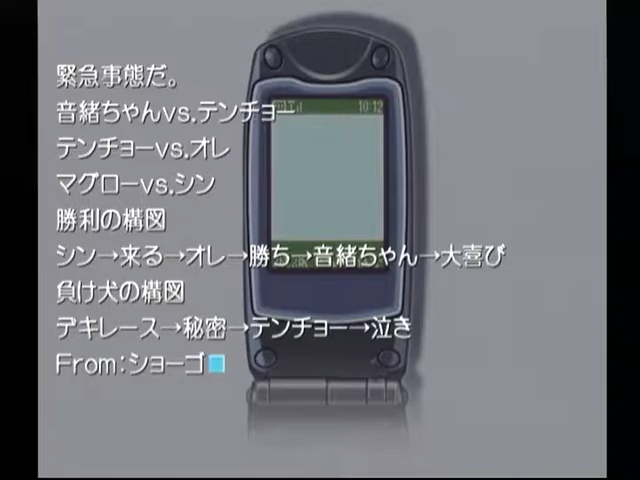 緊急事態だ。
音緒ちゃんvs.テンチョー
テンチョーvs.オレ
マグローvs.シン
勝利の構図
シン→来る→オレ→勝ち→音緒ちゃん→大喜び
負け犬の構図
デキレース→秘密→テンチョー→泣き
From:ショーゴ
10:12